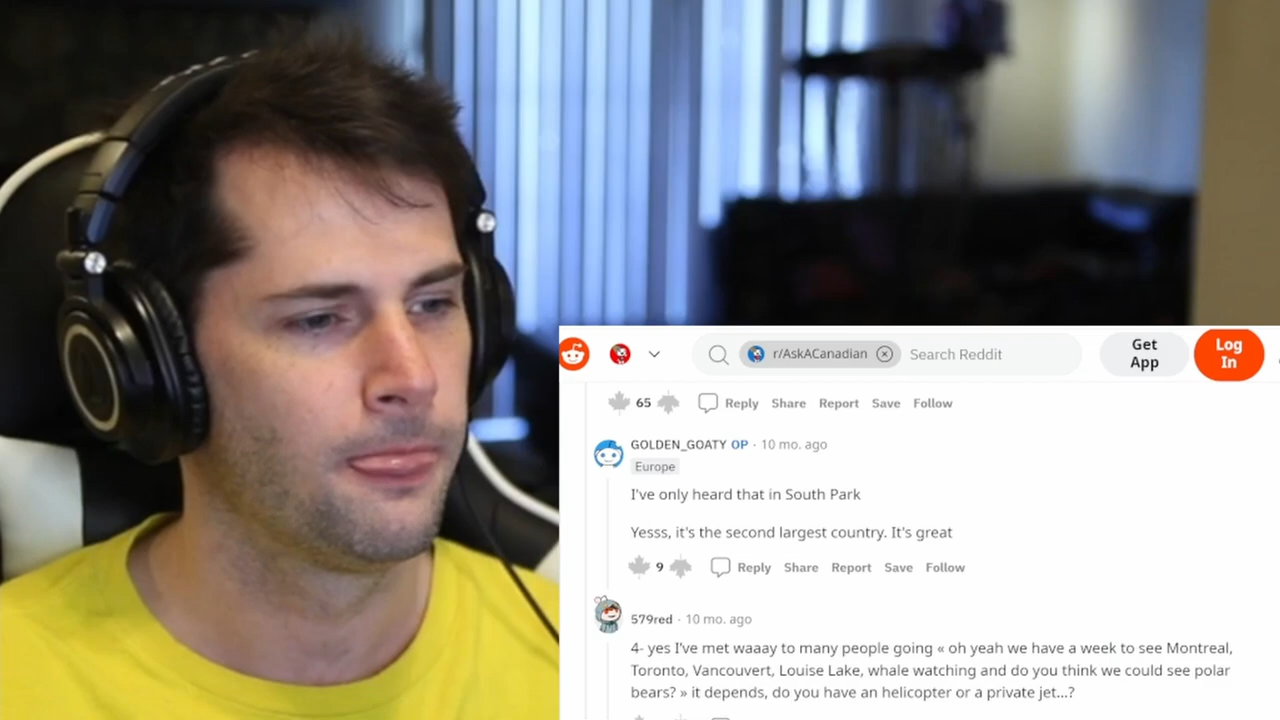 r/AskACanadian
Search Reddit
Get
App
Log
In
65 Reply Share Report Save Follow
GOLDEN_GOATY OP · 10 mo. ago
Europe
I've only heard that in South Park
Yesss, it's the second largest country. It's great
9 Reply Share Report Save Follow
579red · 10 mo. ago
4- yes I've met waaay to many people going « oh yeah we have a week to see Montreal,
Toronto, Vancouvert, Louise Lake, whale watching and do you think we could see polar
bears? » it depends, do you have an helicopter or a private jet...?